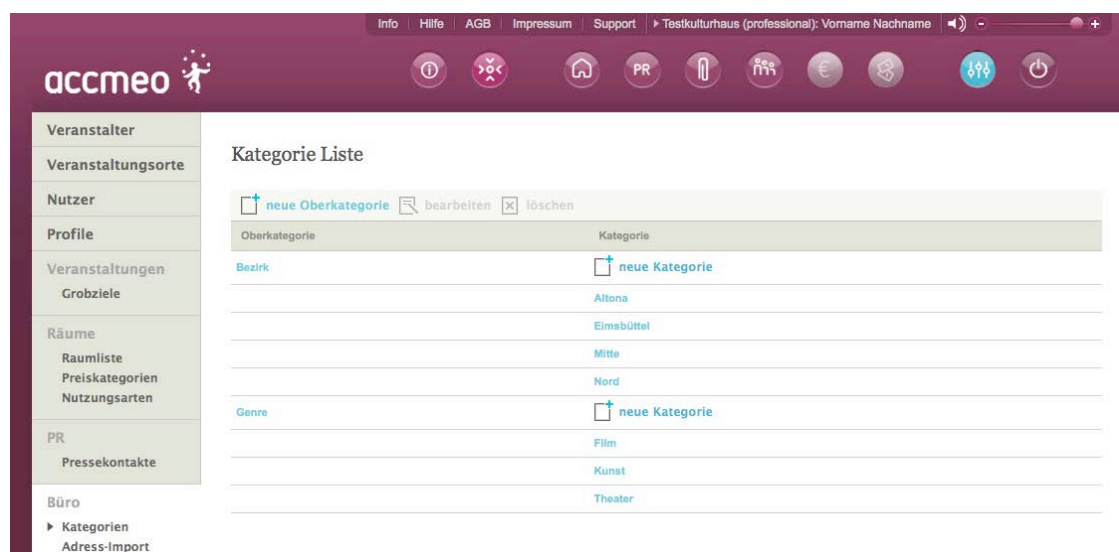 Info Hilfe AGB Impressum Support Testkulturhaus (professional): Vorname Nachname
accmeo
PR
€
Veranstalter
Veranstaltungsorte
Nutzer
Profile
Veranstaltungen
Grobziele
Räume
Raumliste
Preiskategorien
Nutzungsarten
PR
Pressekontakte
Büro
Kategorien
Adress-Import
Kategorie Liste
neue Oberkategorie bearbeiten löschen
Oberkategorie Kategorie
Bezirk neue Kategorie
Altona
Eimsbüttel
Mitte
Nord
Genre neue Kategorie
Film
Kunst
Theater